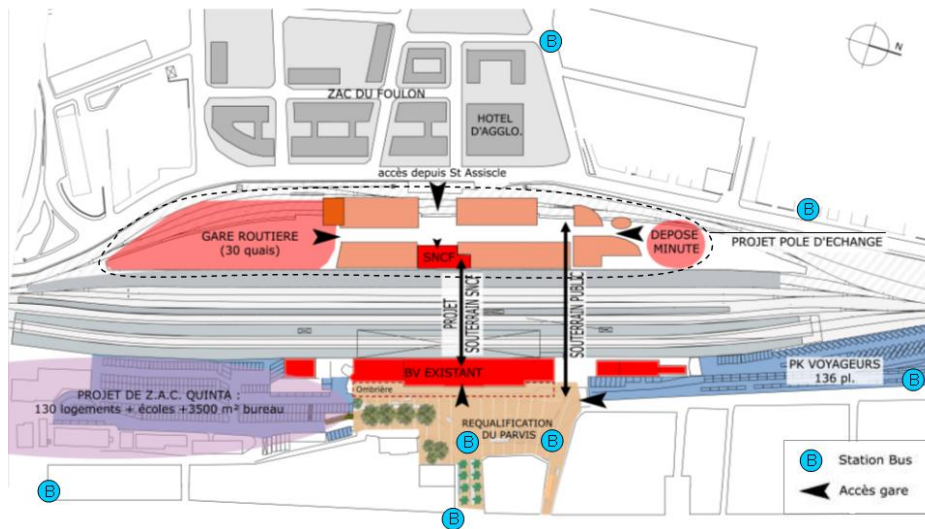 B
N
ZAC DU FOULON
HOTEL
D'AGGLO.
accès depuis St Assiscle
B
GARE ROUTIERE
(30 quais)
SNCF
DEPOSE
MINUTE
PROJET POLE D'ECHANGE
PROJET
SOUTERRAIN SNCF
SOUTERRAIN PUBLIC
BV EXISTANT
Ombrière
PK VOYAGEURS
136 pl.
B
PROJET DE Z.A.C. QUINTA :
130 logements + écoles +3500 m² bureau
REQUALIFICATION
DU PARVIS
B
B
B
B
B Station Bus
Accès gare